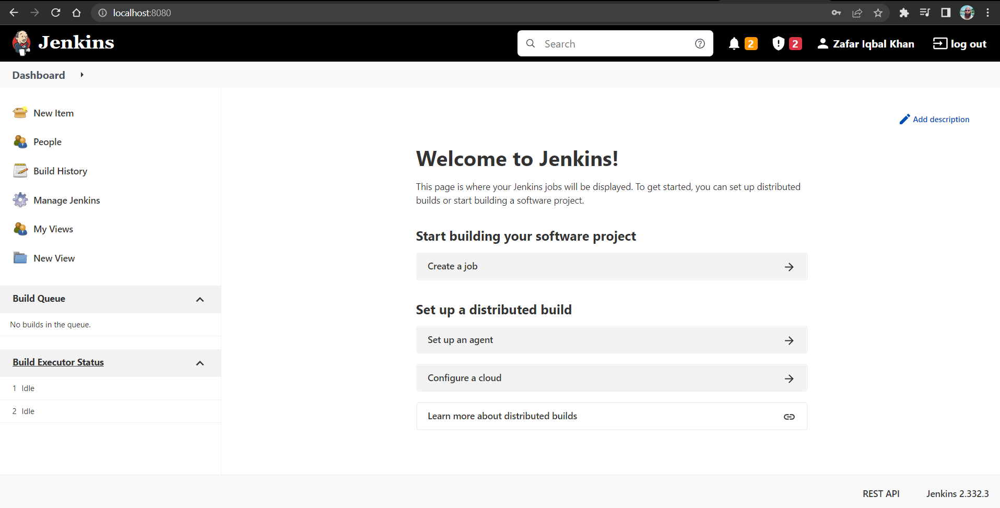 localhost:8080
Jenkins
Search
2
2
Zafar Iqbal Khan
log out
Dashboard
New Item
People
Build History
Manage Jenkins
My Views
New View
Build Queue
No builds in the queue.
Build Executor Status
1 Idle
2 Idle
Add description
Welcome to Jenkins!
This page is where your Jenkins jobs will be displayed. To get started, you can set up distributed
builds or start building a software project.
Start building your software project
Create a job
Set up a distributed build
Set up an agent
Configure a cloud
Learn more about distributed builds
REST API
Jenkins 2.332.3